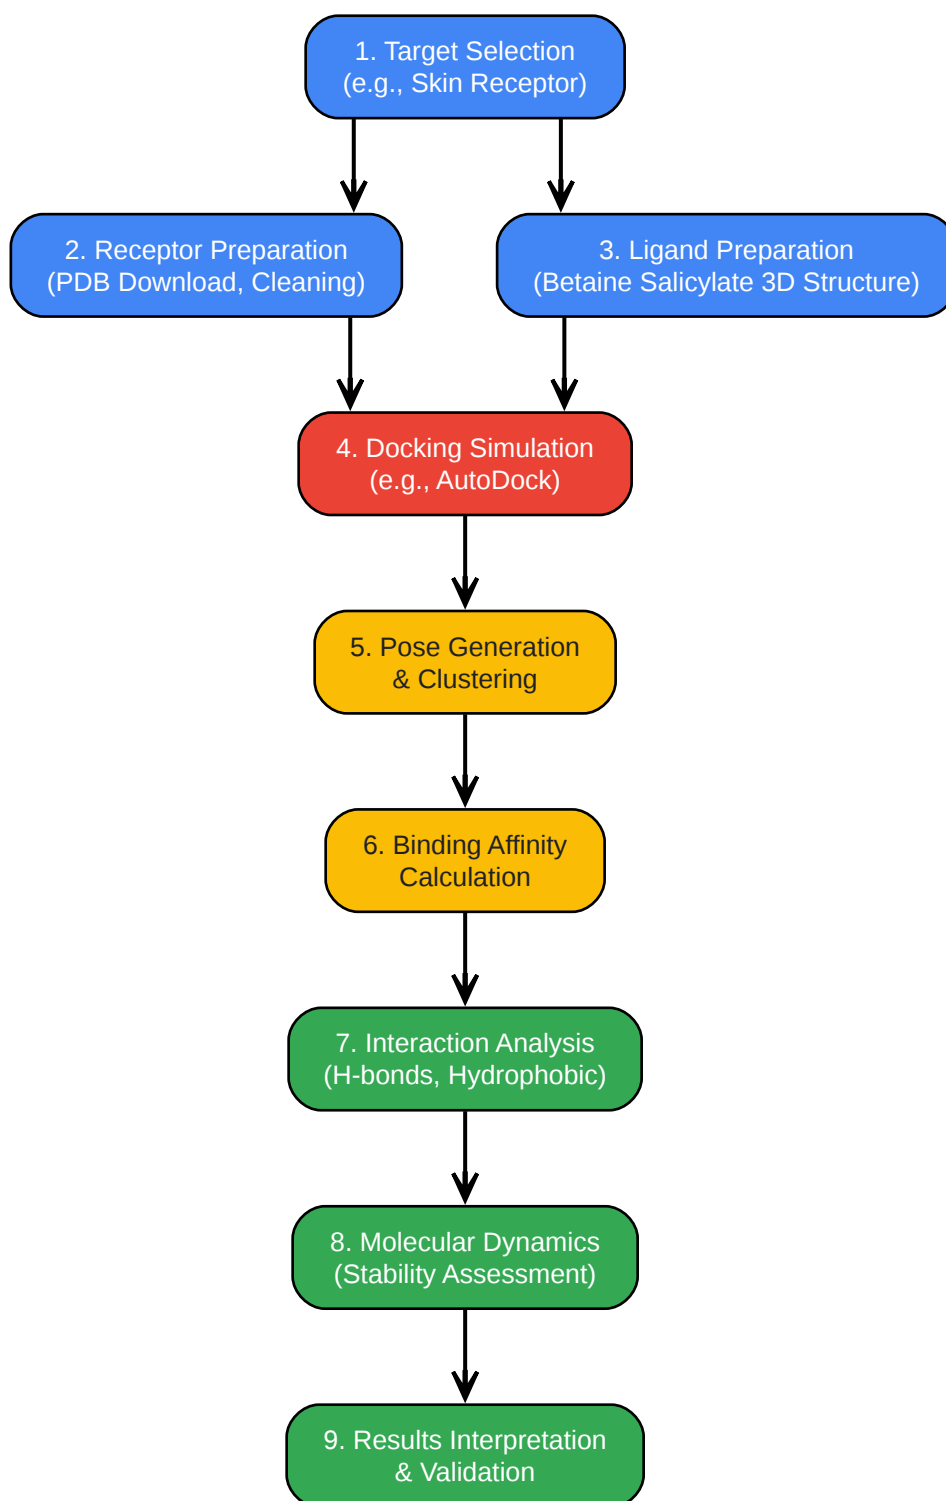 1. Target Selection
(e.g., Skin Receptor)
2. Receptor Preparation
(PDB Download, Cleaning)
3. Ligand Preparation
(Betaine Salicylate 3D Structure)
4. Docking Simulation
(e.g., AutoDock)
5. Pose Generation
& Clustering
6. Binding Affinity
Calculation
7. Interaction Analysis
(H-bonds, Hydrophobic)
8. Molecular Dynamics
(Stability Assessment)
9. Results Interpretation
& Validation